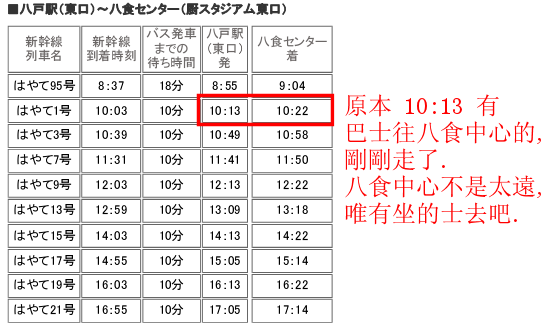 ■八戸駅(東口)～八食センター(厨スタジアム東口)
新幹線列車名 新幹線到着時刻 バス発車までの待ち時間 八戸駅(東口)発 八食センター着
はやて95号 8:37 18分 8:55 9:04
はやて1号 10:03 10分 10:13 10:22
はやて3号 10:39 10分 10:49 10:58
はやて7号 11:31 10分 11:41 11:50
はやて9号 12:03 10分 12:13 12:22
はやて13号 12:59 10分 13:09 13:18
はやて15号 14:03 10分 14:13 14:22
はやて17号 14:55 10分 15:05 15:14
はやて19号 16:03 10分 16:13 16:22
はやて21号 16:55 10分 17:05 17:14
原本 10:13 有
巴士往八食中心的,
剛剛走了.
八食中心不是太遠,
唯有坐的士去吧.